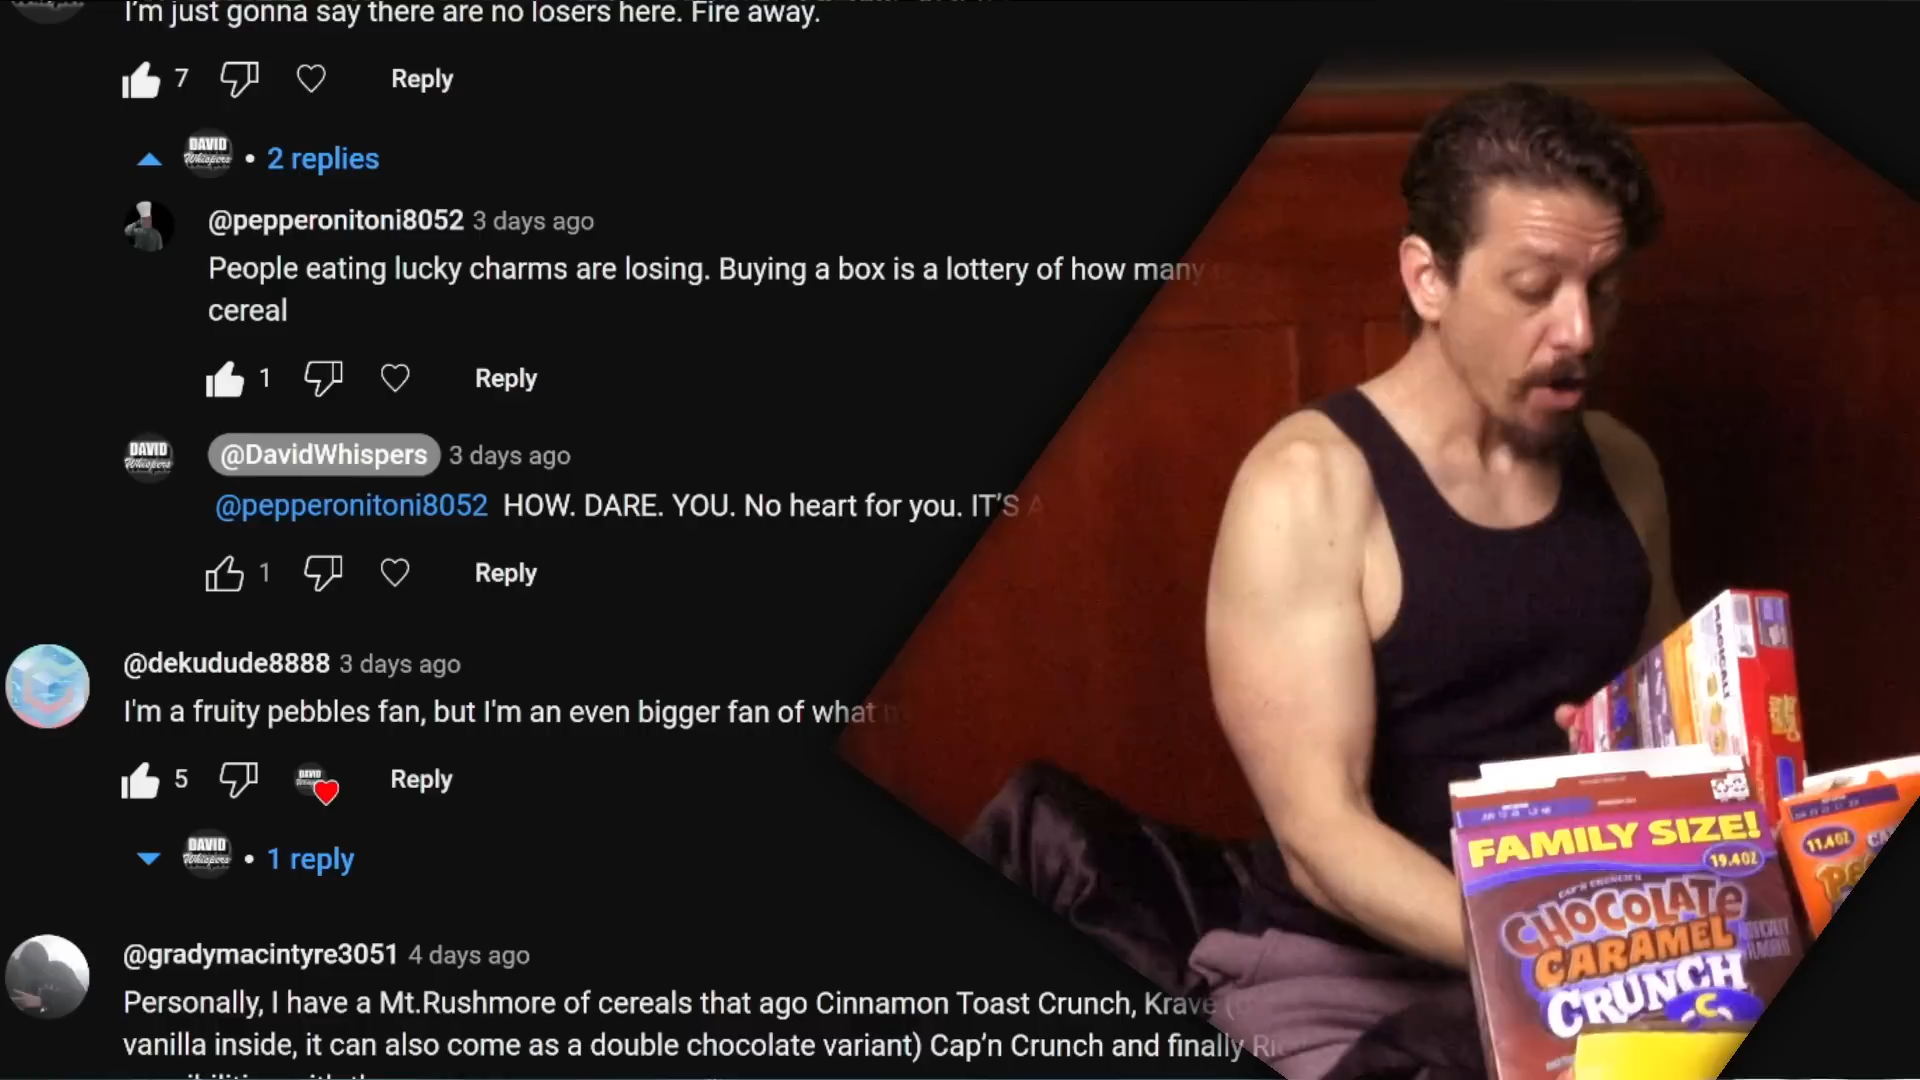 I'm just gonna say there are no losers here. Fire away.
7 Reply
DAVID Whispers • 2 replies
@pepperonitoni8052 3 days ago
People eating lucky charms are losing. Buying a box is a lottery of how many
cereal
1 Reply
DAVID Whispers @DavidWhispers 3 days ago
@pepperonitoni8052 HOW. DARE. YOU. No heart for you. IT'S A
1 Reply
@dekudude8888 3 days ago
I'm a fruity pebbles fan, but I'm an even bigger fan of what
5 DAVID Reply
DAVID Whispers • 1 reply
@gradymacintyre3051 4 days ago
Personally, I have a Mt.Rushmore of cereals that ago Cinnamon Toast Crunch, Krave
vanilla inside, it can also come as a double chocolate variant) Cap'n Crunch and finally
MAGICAL!
FAMILY SIZE!
19.4OZ
CAP'N CRUNCH'S
CHOCOLATE
CARAMEL
CRUNCH
C
11.4OZ